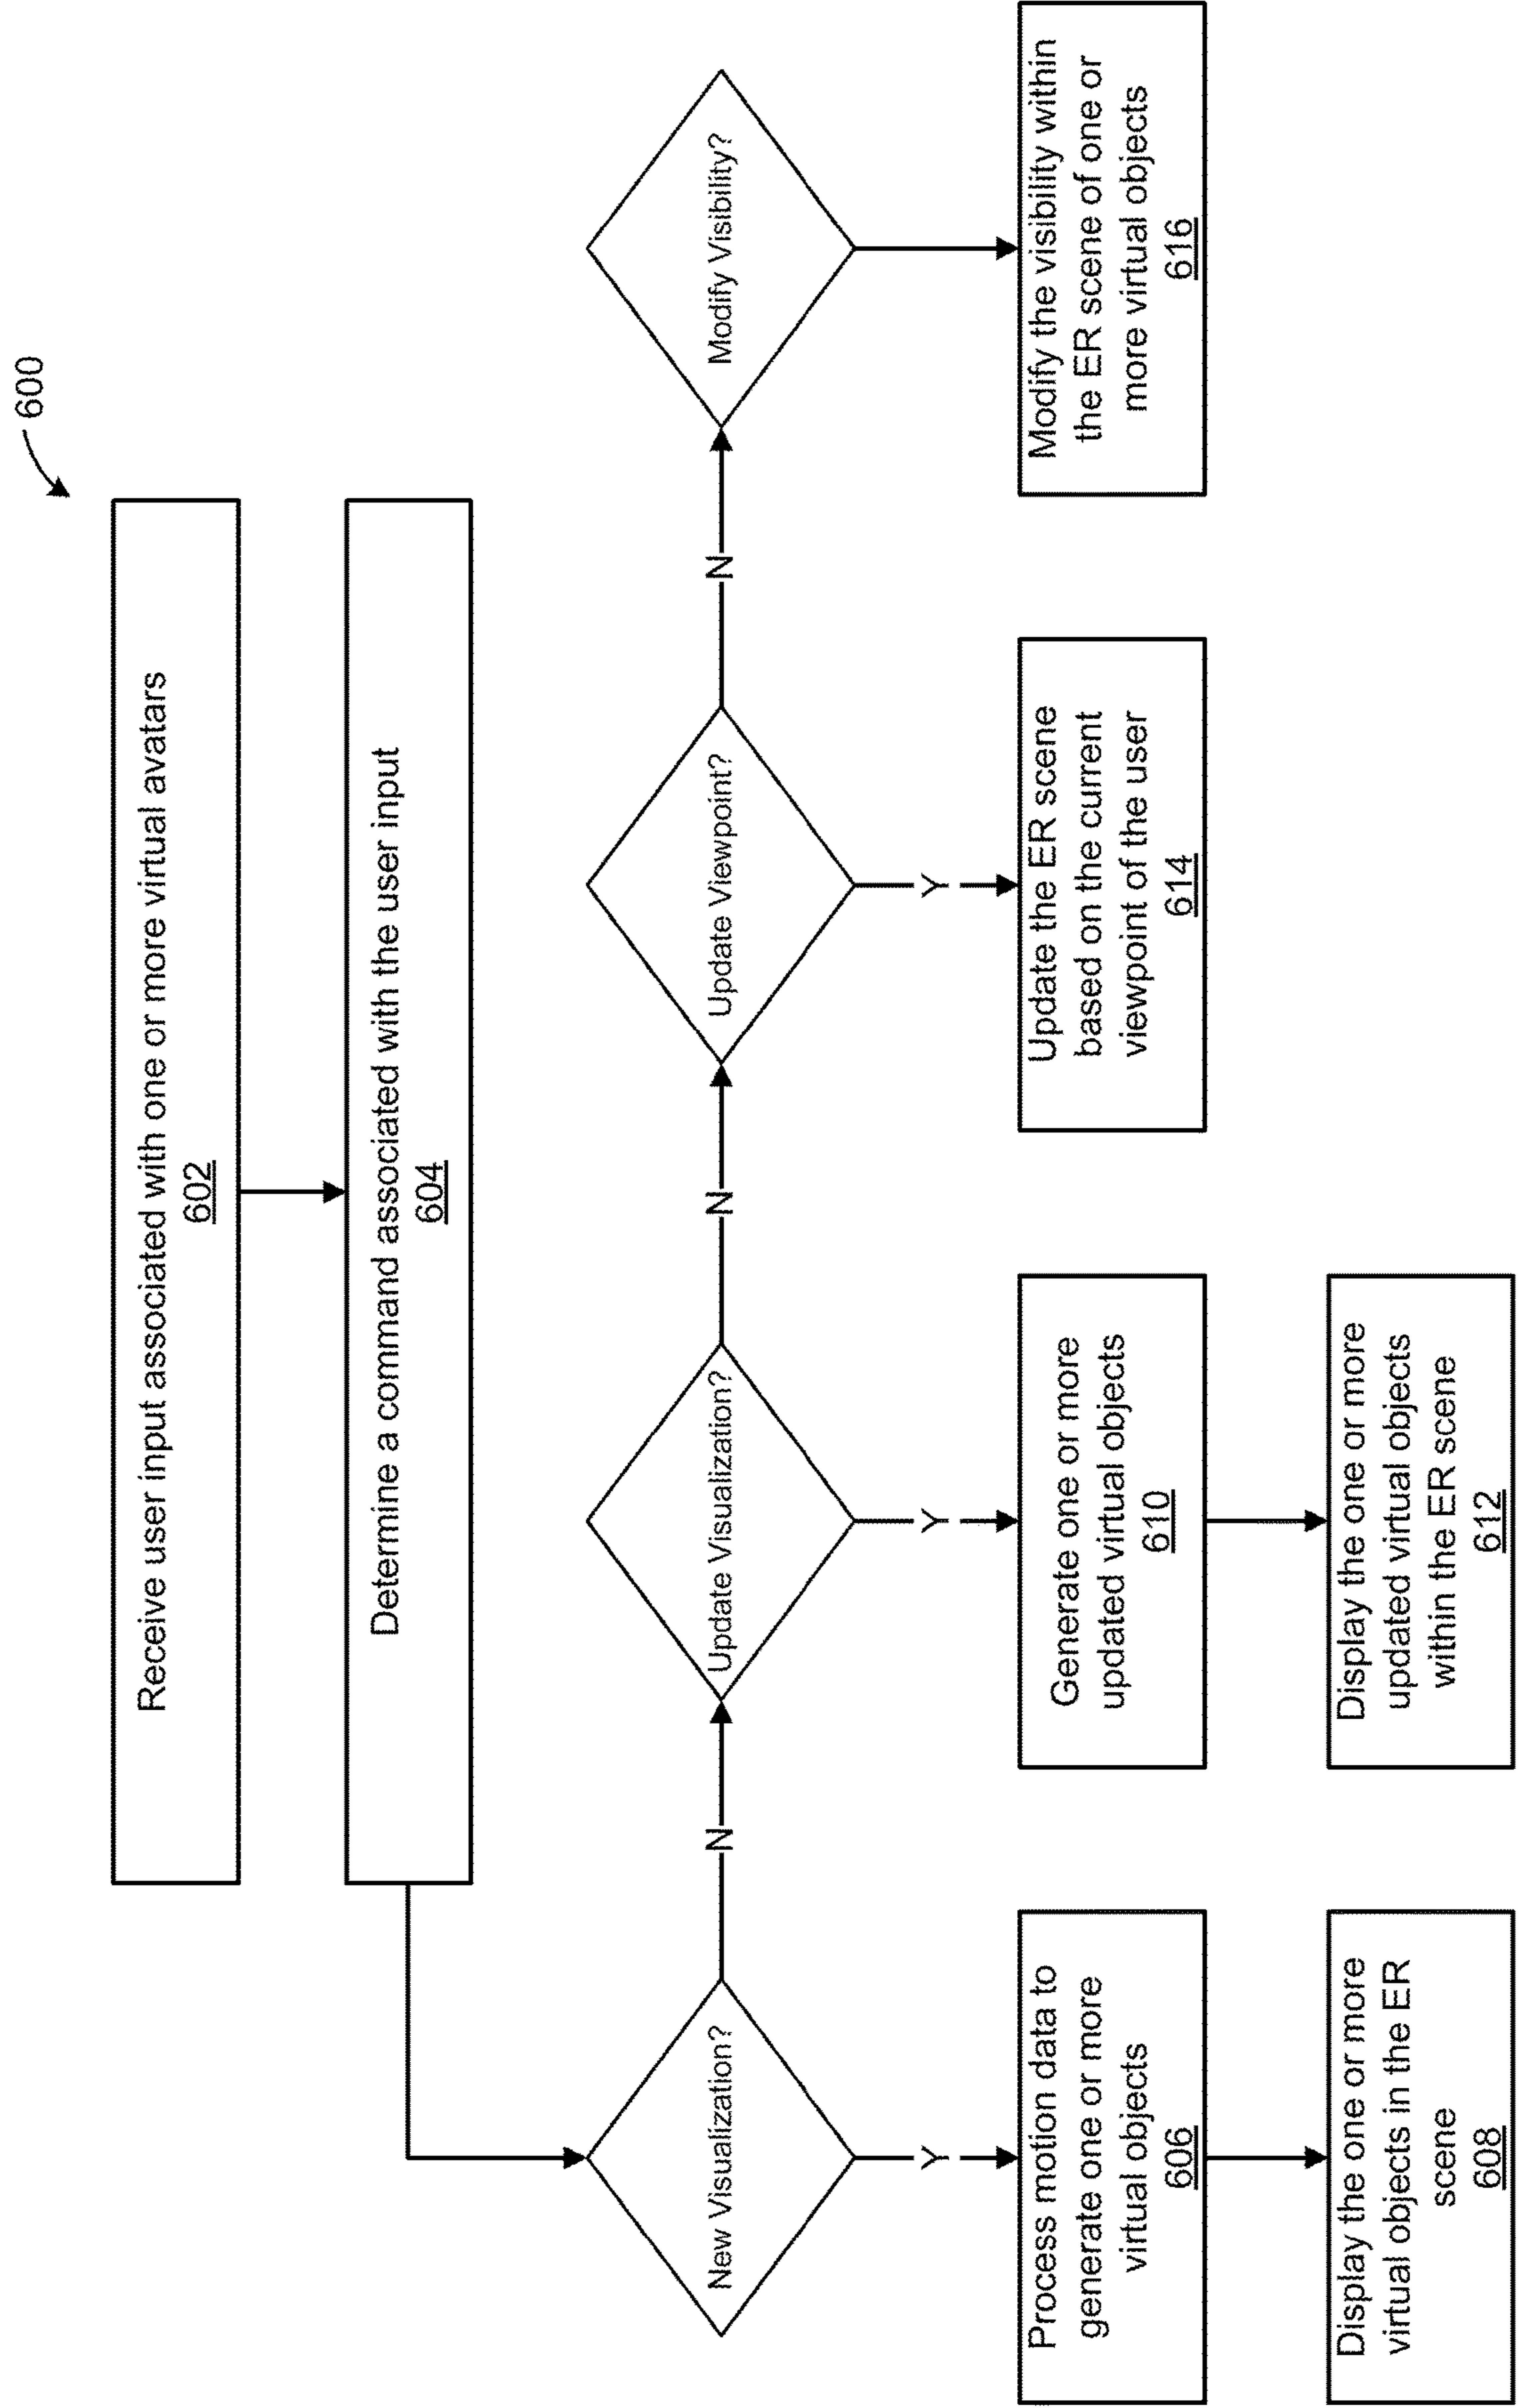 600
Receive user input associated with one or more virtual avatars
602
Determine a command associated with the user input
604
New Visualization?
N
Update Visualization?
N
Update Viewpoint?
N
Modify Visibility?
Y
Y
Y
Process motion data to
generate one or more
virtual objects
606
Generate one or more
updated virtual objects
610
Update the ER scene
based on the current
viewpoint of the user
614
Modify the visibility within
the ER scene of one or
more virtual objects
616
Display the one or more
virtual objects in the ER
scene
608
Display the one or more
updated virtual objects
within the ER scene
612